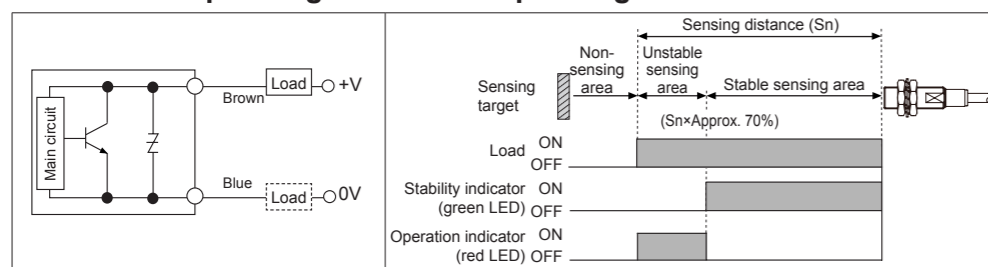 Main circuit
Brown
Load
+V
Blue
Load
0V
Sensing distance (Sn)
Non-
sensing
area
Unstable
sensing
area
Stable sensing area
Sensing
target
(Sn×Approx. 70%)
Load
ON
OFF
Stability indicator
(green LED)
ON
OFF
Operation indicator
(red LED)
ON
OFF